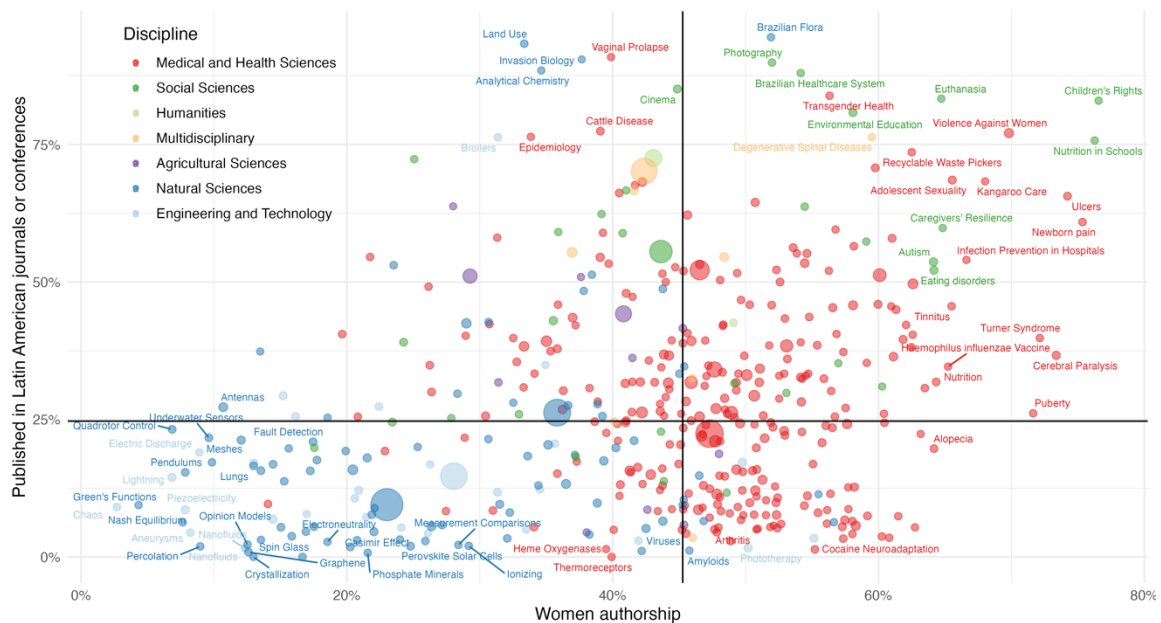 Discipline
Medical and Health Sciences
Social Sciences
Humanities
Multidisciplinary
Agricultural Sciences
Natural Sciences
Engineering and Technology
Published in Latin American journals or conferences
75%
50%
25%
0%
Land Use
Invasion Biology
Analytical Chemistry
Vaginal Prolapse
Brazilian Flora
Photography
Brazilian Healthcare System
Cinema
Transgender Health
Euthanasia
Children's Rights
Environmental Education
Cattle Disease
Violence Against Women
Broilers
Epidemiology
Degenerative Spinal Diseases
Nutrition in Schools
Recyclable Waste Pickers
Adolescent Sexuality
Kangaroo Care
Ulcers
Newborn pain
Caregivers' Resilience
Autism
Infection Prevention in Hospitals
Eating disorders
Tinnitus
Turner Syndrome
Haemophilus influenzae Vaccine
Cerebral Paralysis
Nutrition
Puberty
Alopecia
Antennas
Underwater Sensors
Quadrotor Control
Fault Detection
Electric Discharge
Meshes
Pendulums
Lungs
Lightning
Green's Functions
Piezoelectricity
Chaos
Nash Equilibrium
Opinion Models
Electroneutrality
Measurement Comparisons
Aneurysms
Nanofluids
Casimir Effect
Spin Glass
Perovskite Solar Cells
Percolation
Nanofluids
Graphene
Phosphate Minerals
Ionizing
Crystallization
Heme Oxygenases
Thermoreceptors
Viruses
Amyloids
Arthritis
Phototherapy
Cocaine Neuroadaptation
0%
20%
40%
60%
80%
Women authorship